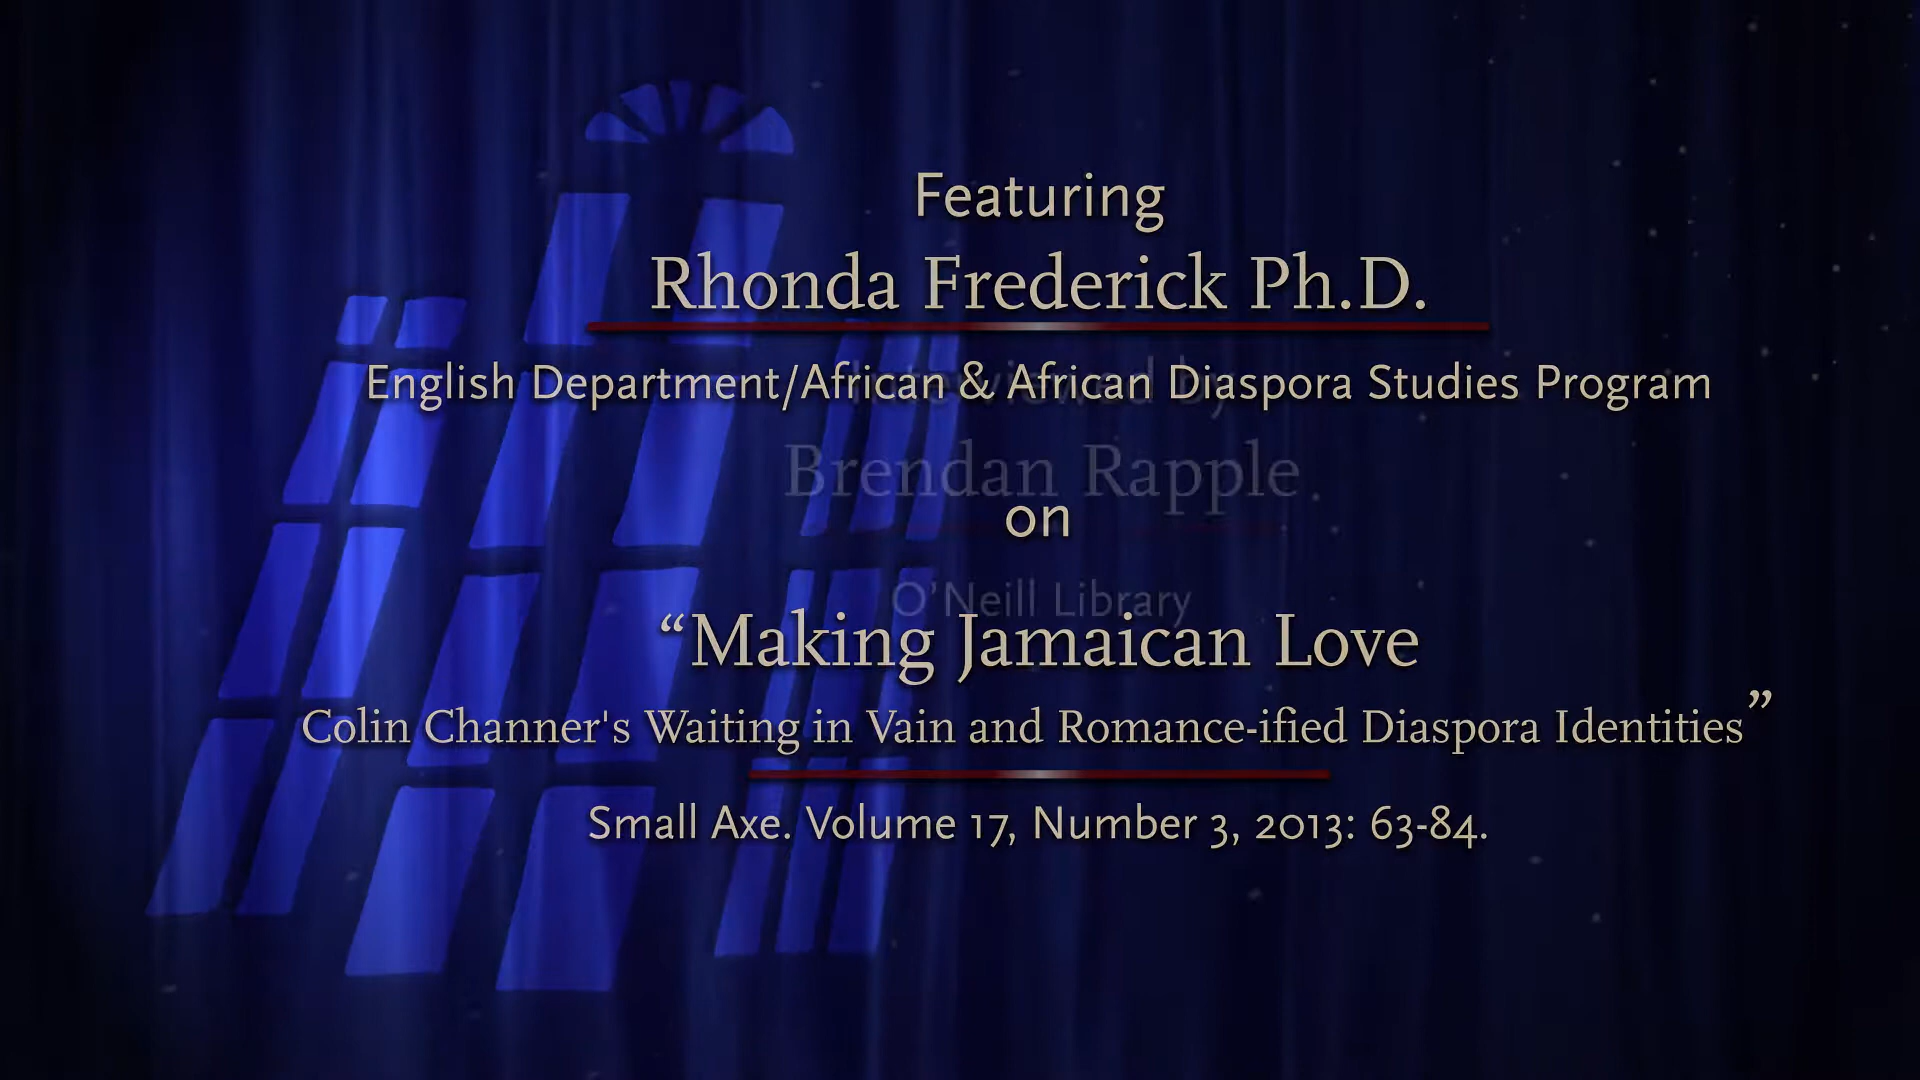 Featuring
Rhonda Frederick Ph.D.
English Department/African & African Diaspora Studies Program
Interviewed by
Brendan Rapple
on
O'Neill Library
“Making Jamaican Love
Colin Channer's Waiting in Vain and Romance-ified Diaspora Identities”
Small Axe. Volume 17, Number 3, 2013: 63-84.